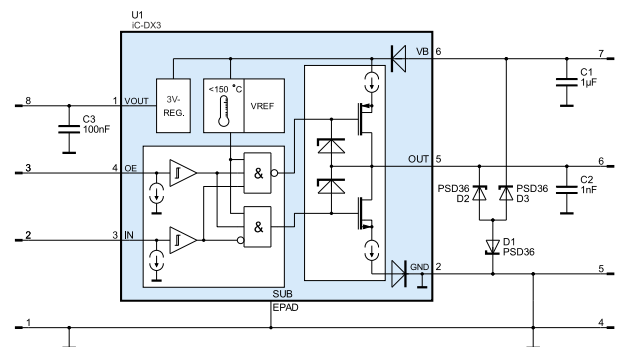 U1
iC-DX3
VB 6
7
<150 °C
C1
1µF
8
1 VOUT
3V-
REG.
VREF
C3
100nF
&
OUT 5
6
3
4 OE
PSD36
D2
PSD36
D3
C2
1nF
&
2
3 IN
D1
PSD36
GND 2
5
SUB
EPAD
1
4